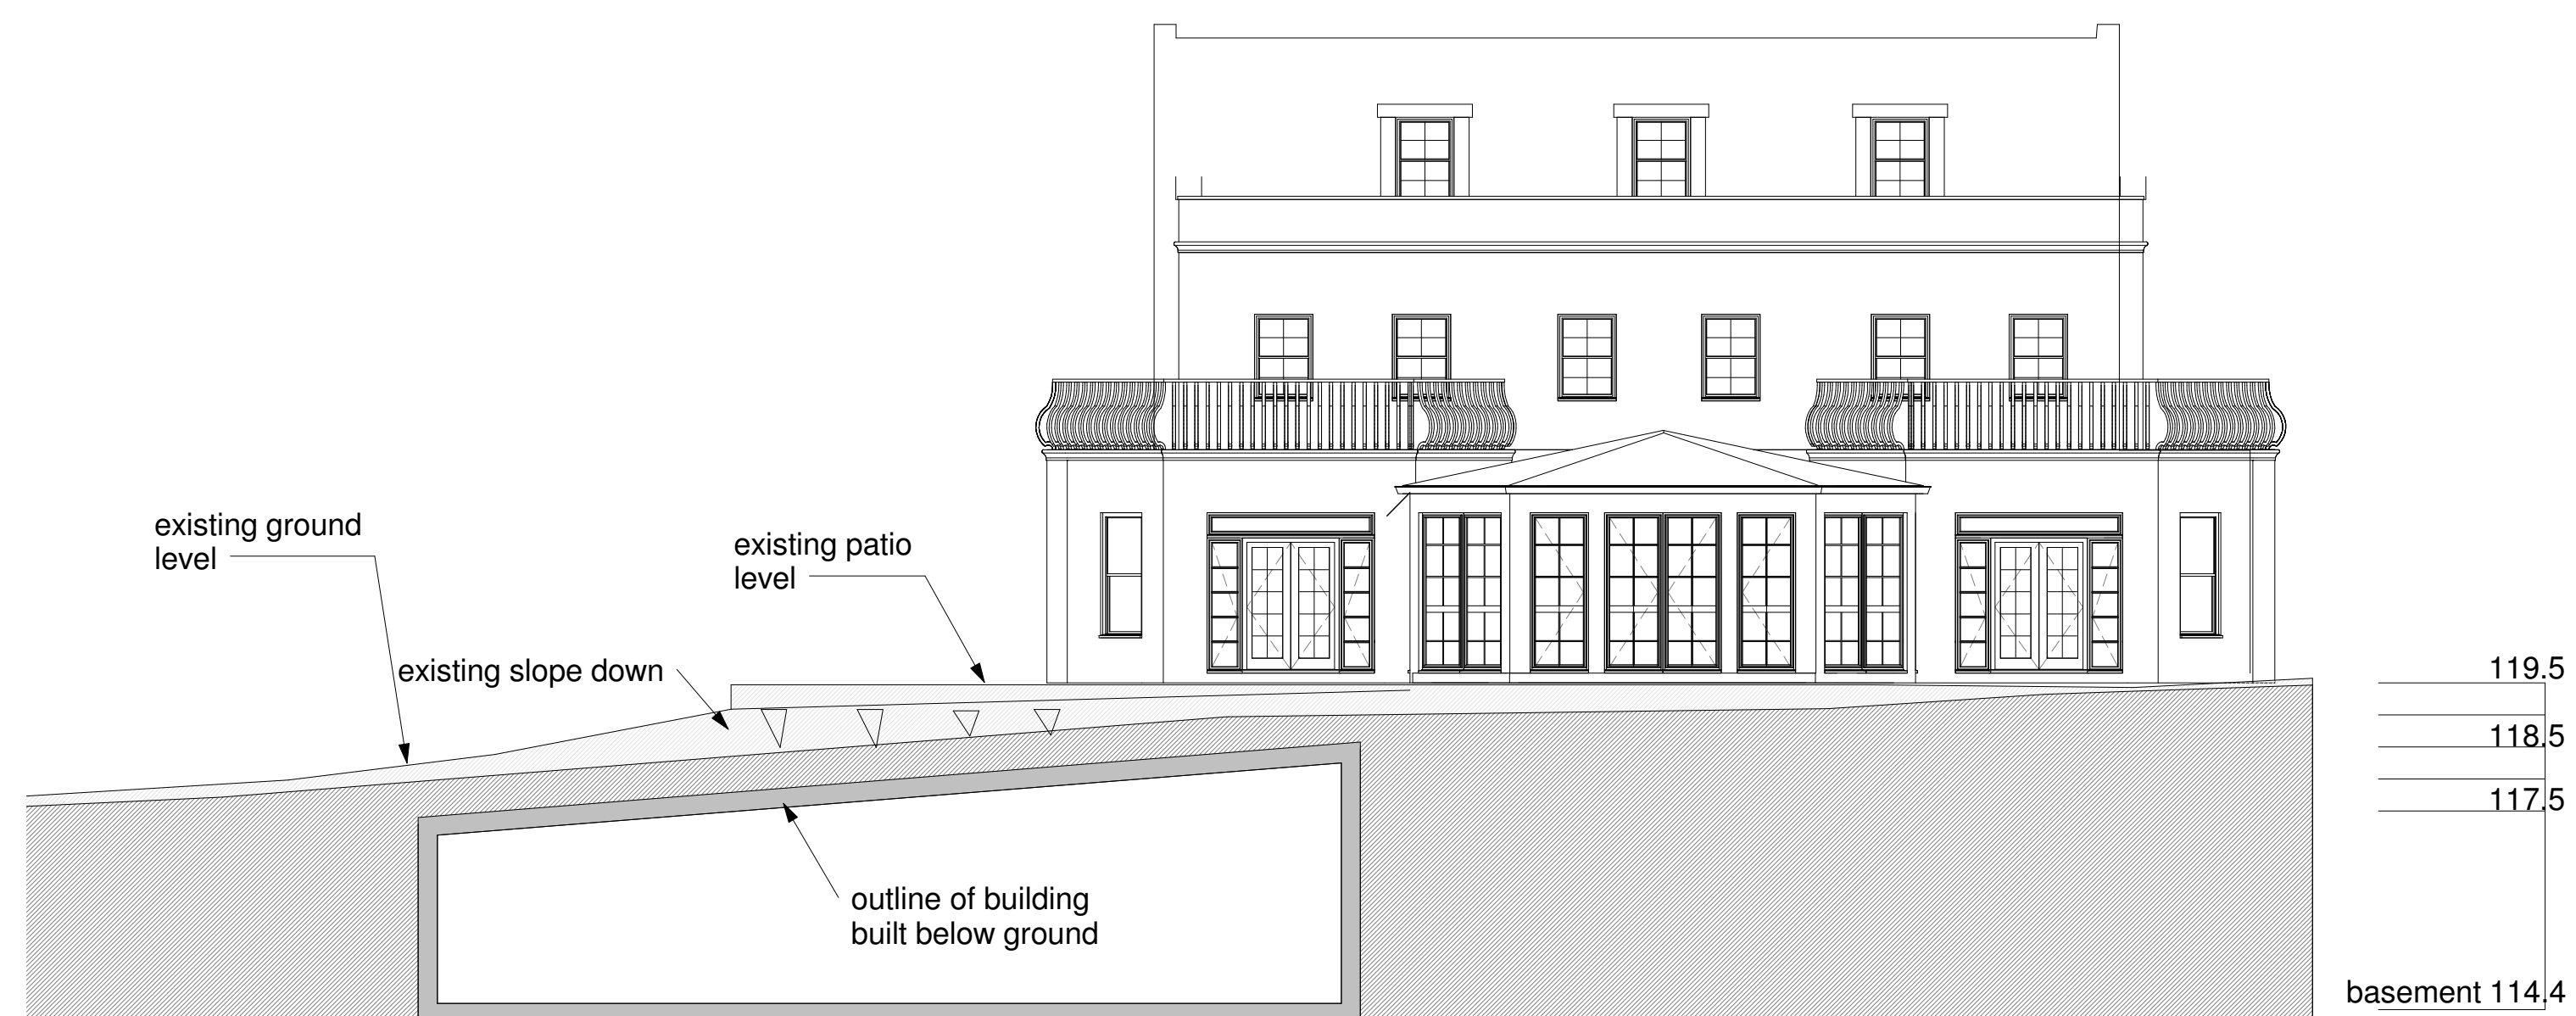 existing ground
level
existing patio
level
existing slope down
119.5
118.5
117.5
outline of building
built below ground
basement 114.4